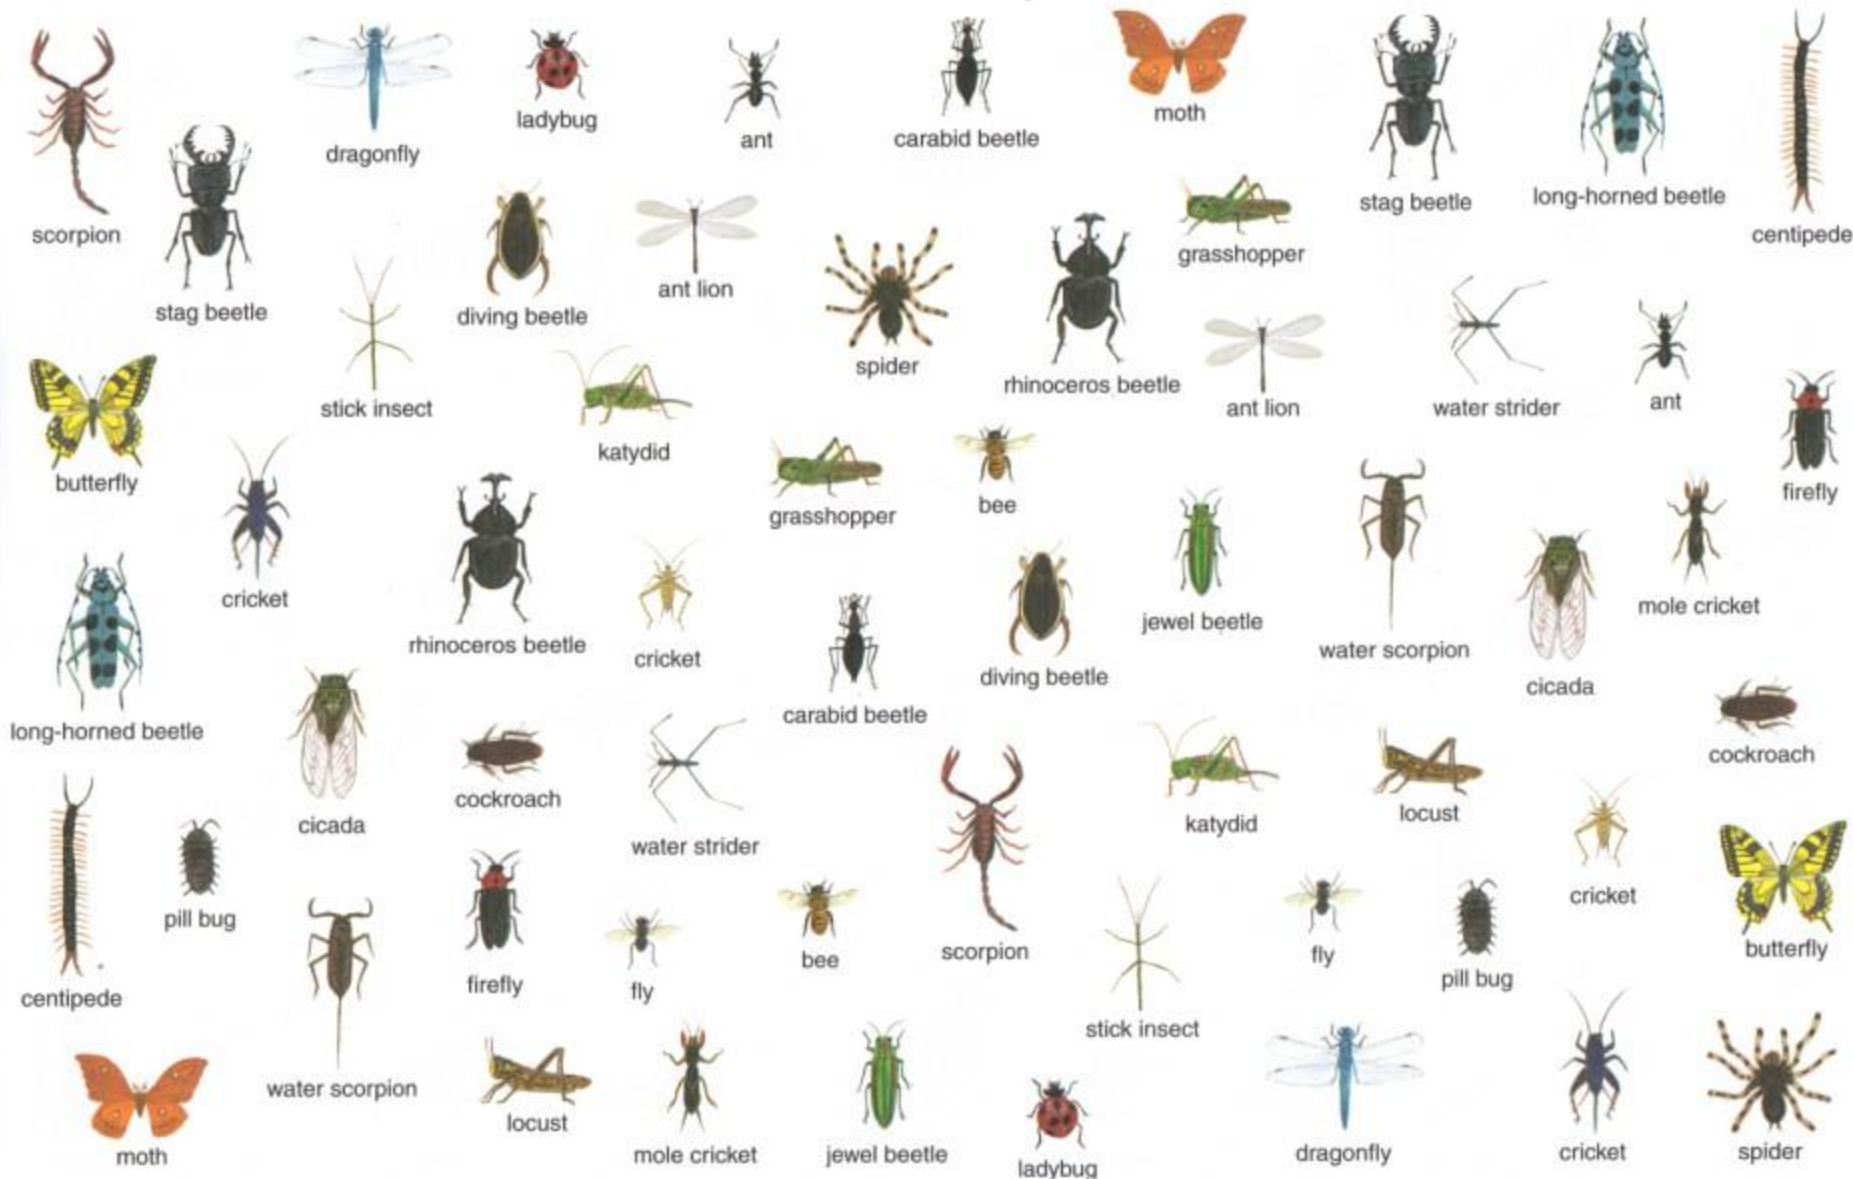 ladybug
moth
ant
carabid beetle
dragonfly
long-horned beetle
stag beetle
scorpion
centipede
grasshopper
ant lion
stag beetle
diving beetle
spider
rhinoceros beetle
stick insect
ant lion
water strider
ant
katydid
butterfly
firefly
bee
grasshopper
cricket
mole cricket
jewel beetle
rhinoceros beetle
water scorpion
cricket
diving beetle
cicada
carabid beetle
long-horned beetle
cockroach
cockroach
locust
cicada
katydid
water strider
cricket
pill bug
butterfly
scorpion
fly
bee
pill bug
firefly
fly
centipede
stick insect
water scorpion
locust
dragonfly
cricket
spider
mole cricket
jewel beetle
moth
ladybug